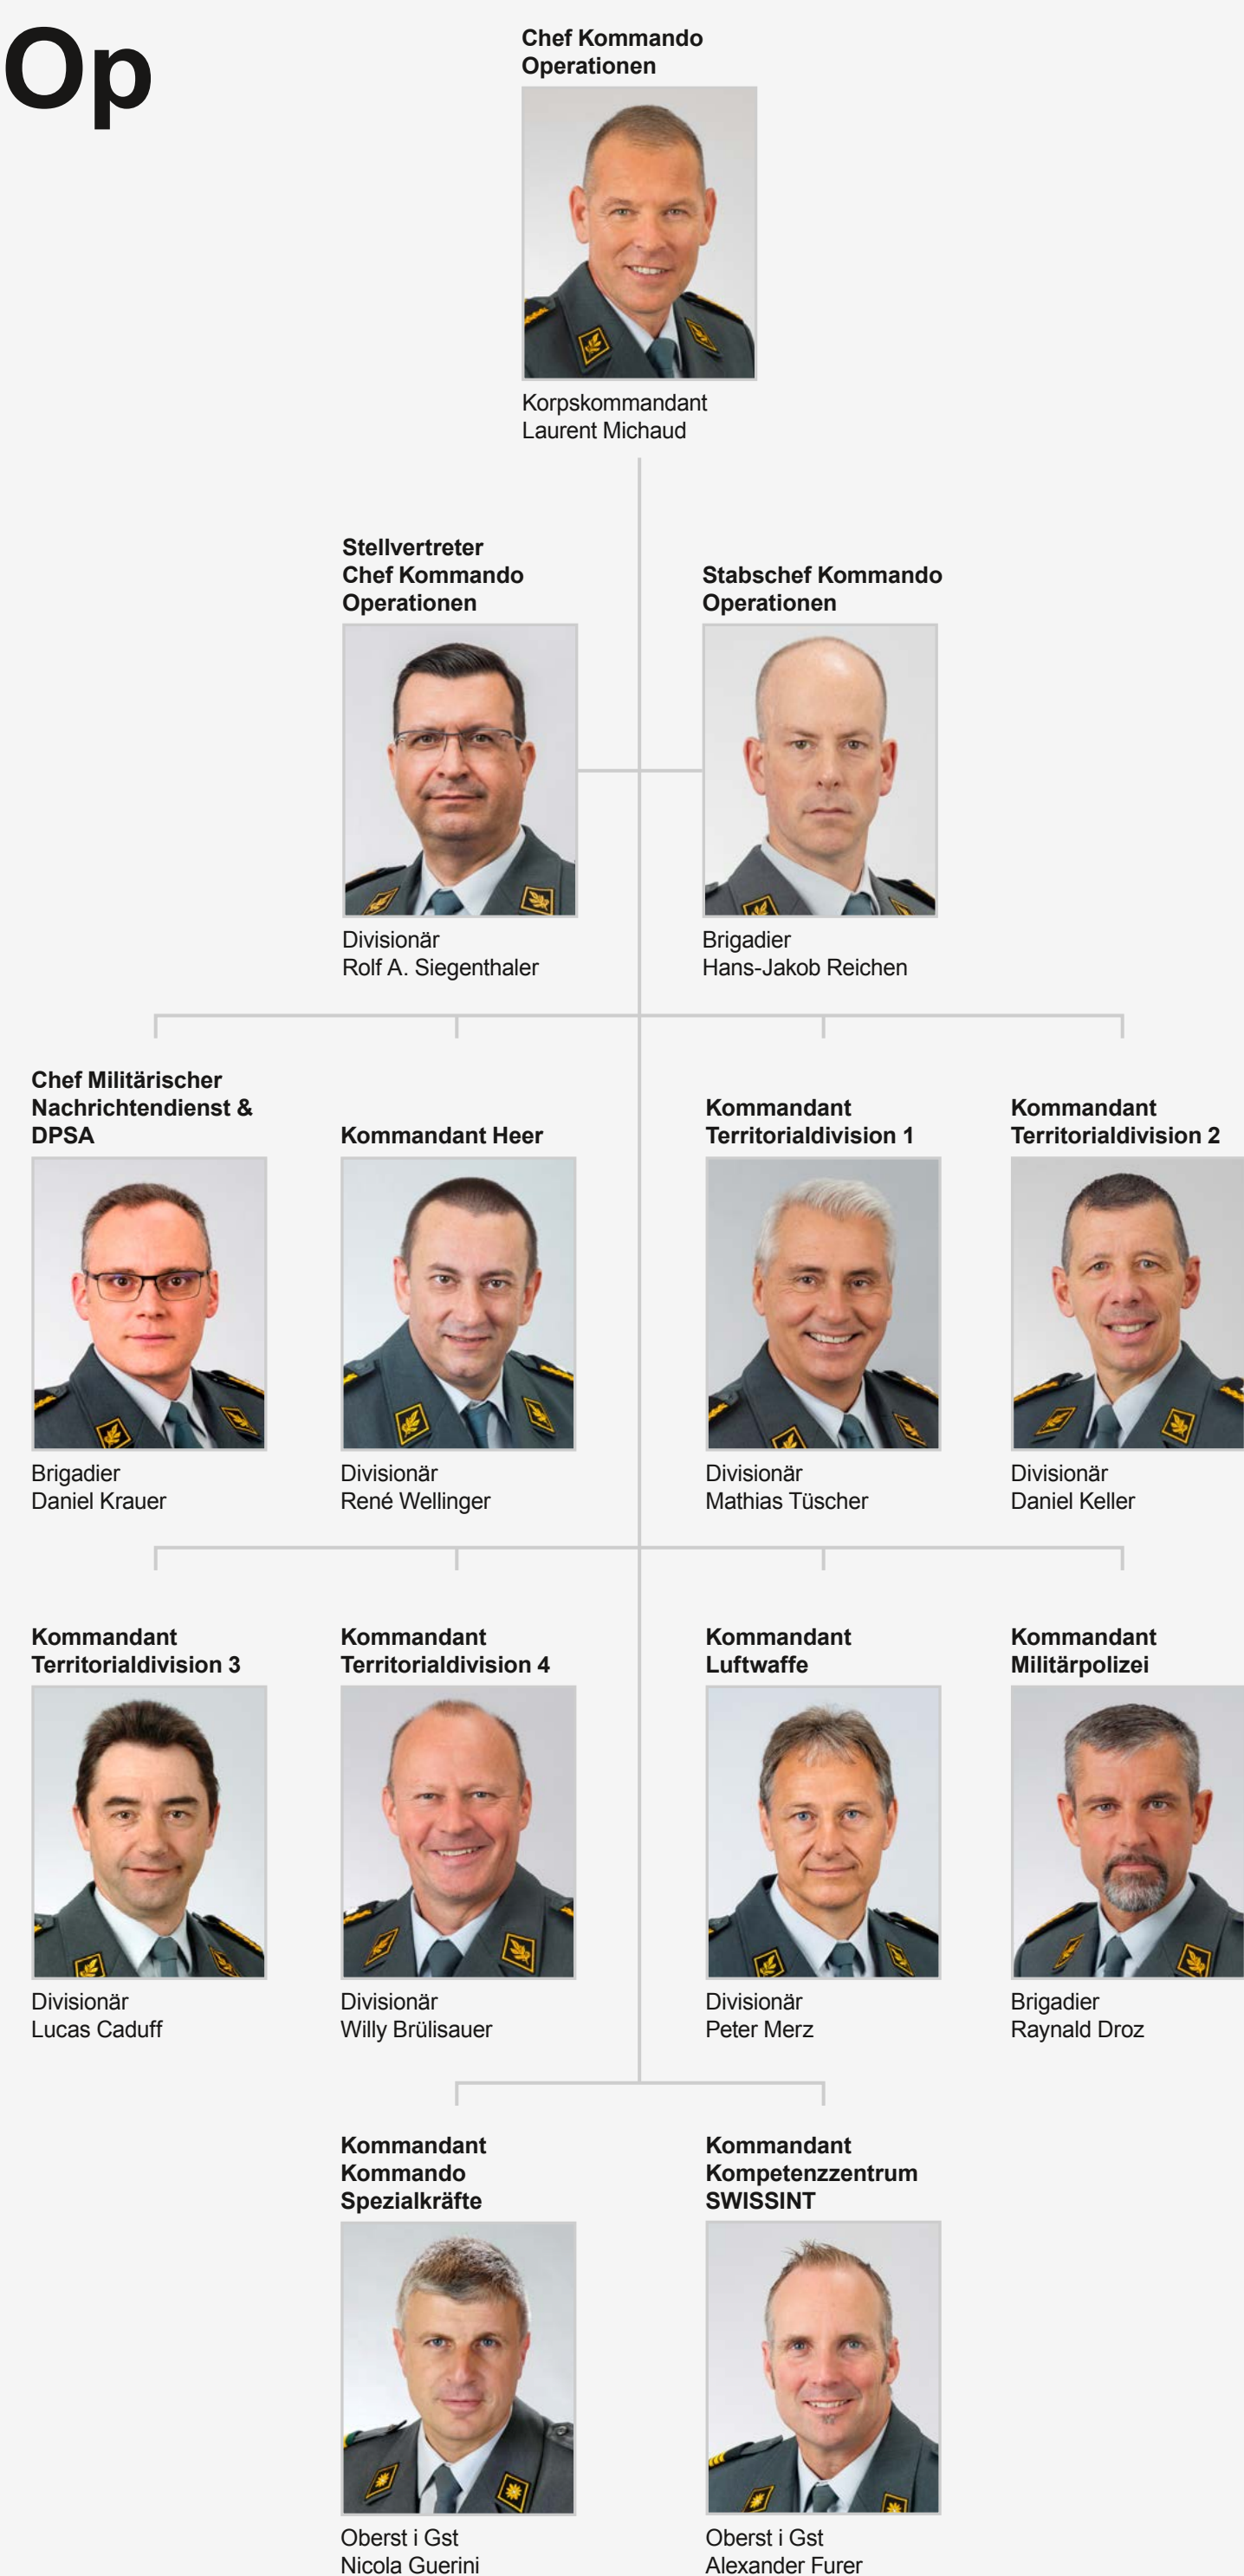 Op
Chef Kommando
Operationen
Korpskommandant
Laurent Michaud
Stellvertreter
Chef Kommando
Operationen
Divisionär
Rolf A. Siegenthaler
Stabschef Kommando
Operationen
Brigadier
Hans-Jakob Reichen
Chef Militärischer
Nachrichtendienst &
DPSA
Brigadier
Daniel Krauer
Kommandant Heer
Divisionär
René Wellinger
Kommandant
Territorialdivision 1
Divisionär
Mathias Tüscher
Kommandant
Territorialdivision 2
Divisionär
Daniel Keller
Kommandant
Territorialdivision 3
Divisionär
Lucas Caduff
Kommandant
Territorialdivision 4
Divisionär
Willy Brülisauer
Kommandant
Luftwaffe
Divisionär
Peter Merz
Kommandant
Militärpolizei
Brigadier
Raynald Droz
Kommandant
Kommando
Spezialkräfte
Oberst i Gst
Nicola Guerini
Kommandant
Kompetenzzentrum
SWISSINT
Oberst i Gst
Alexander Furer